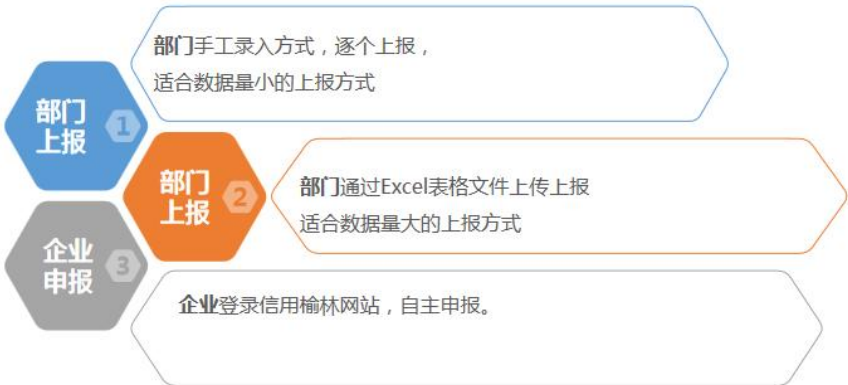 部门手工录入方式，逐个上报，
适合数据量小的上报方式
部门
上报
1
部门
上报
2
部门通过Excel表格文件上传上报
适合数据量大的上报方式
企业
申报
3
企业登录信用榆林网站，自主申报。